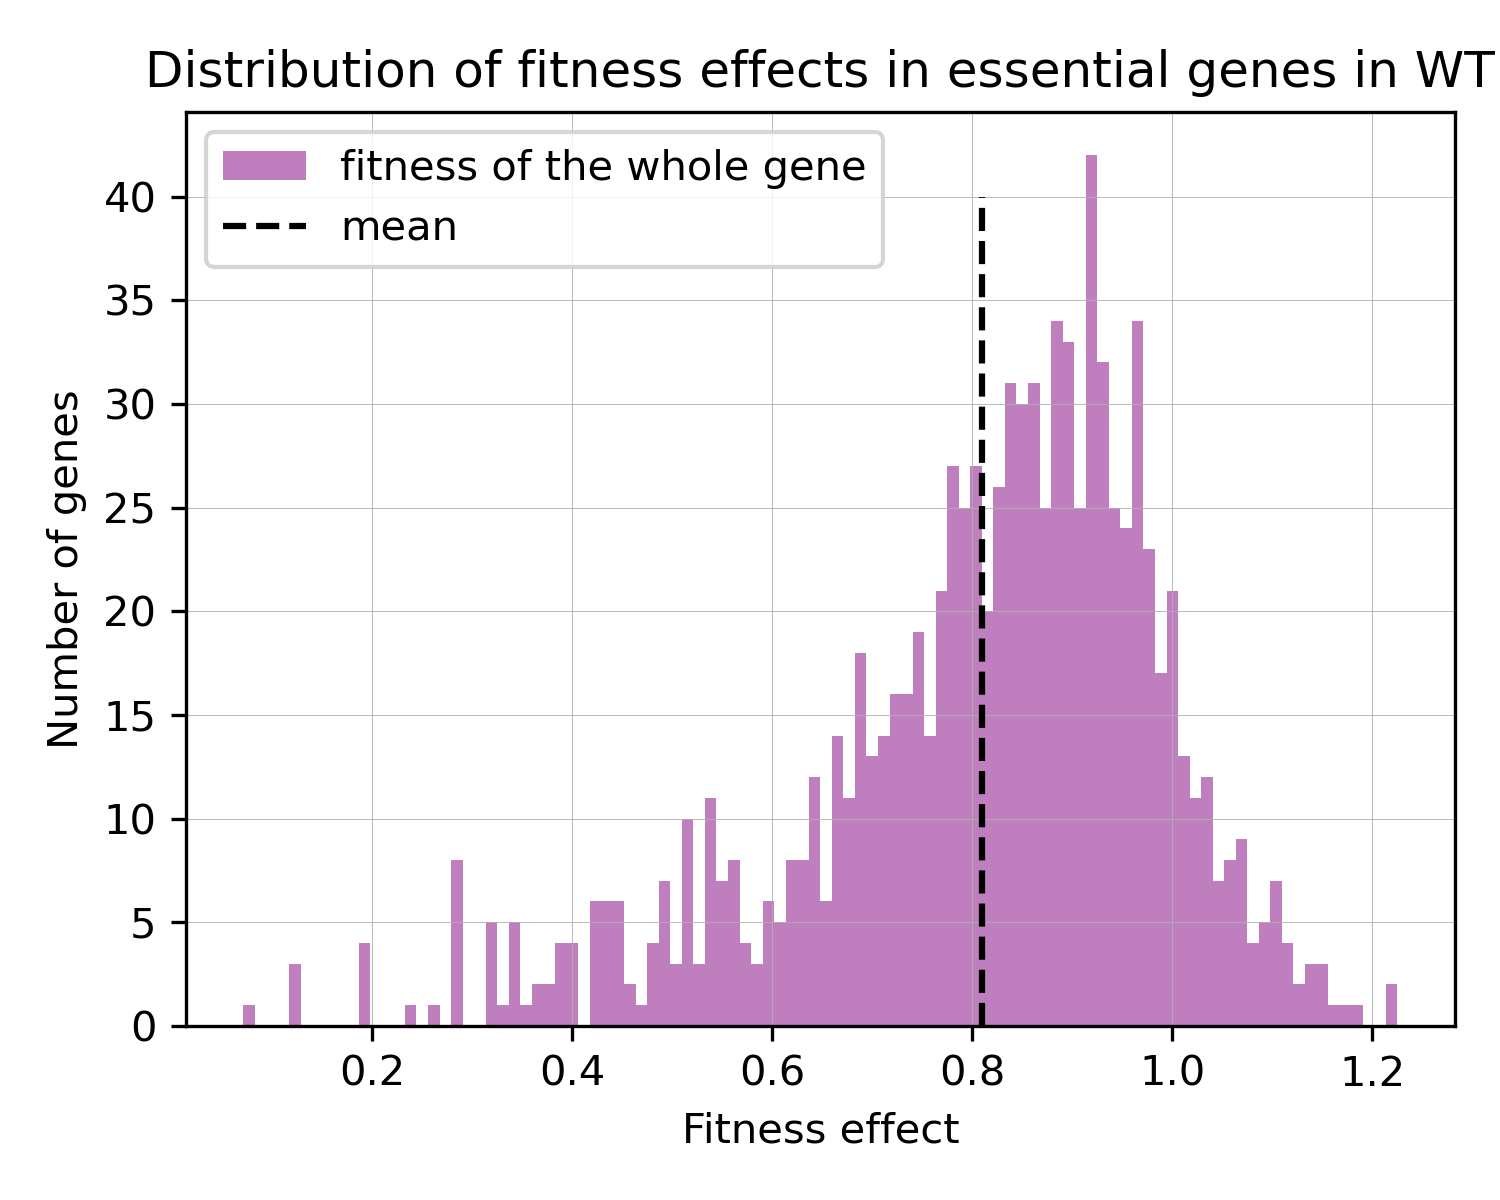 Distribution of fitness effects in essential genes in WT
fitness of the whole gene
mean
Number of genes
40
35
30
25
20
15
10
5
0
0.2 0.4 0.6 0.8 1.0 1.2
Fitness effect